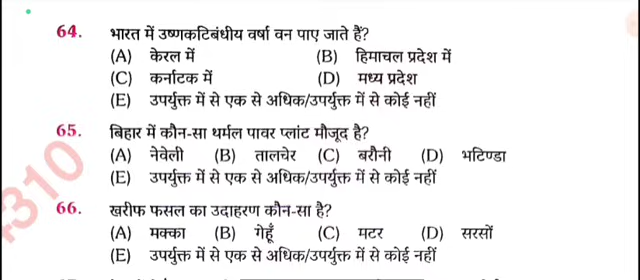 64. भारत में उष्णकटिबंधीय वर्षा वन पाए जाते हैं?
(A) केरल में (B) हिमाचल प्रदेश में
(C) कर्नाटक में (D) मध्य प्रदेश
(E) उपर्युक्त में से एक से अधिक/उपर्युक्त में से कोई नहीं
65. बिहार में कौन-सा थर्मल पावर प्लांट मौजूद है?
(A) नेवेली (B) तालचेर (C) बरौनी (D) भटिण्डा
(E) उपर्युक्त में से एक से अधिक/उपर्युक्त में से कोई नहीं
310
66. खरीफ फसल का उदाहरण कौन-सा है?
(A) मक्का (B) गेहूँ (C) मटर (D) सरसों
(E) उपर्युक्त में से एक से अधिक/उपर्युक्त में से कोई नहीं